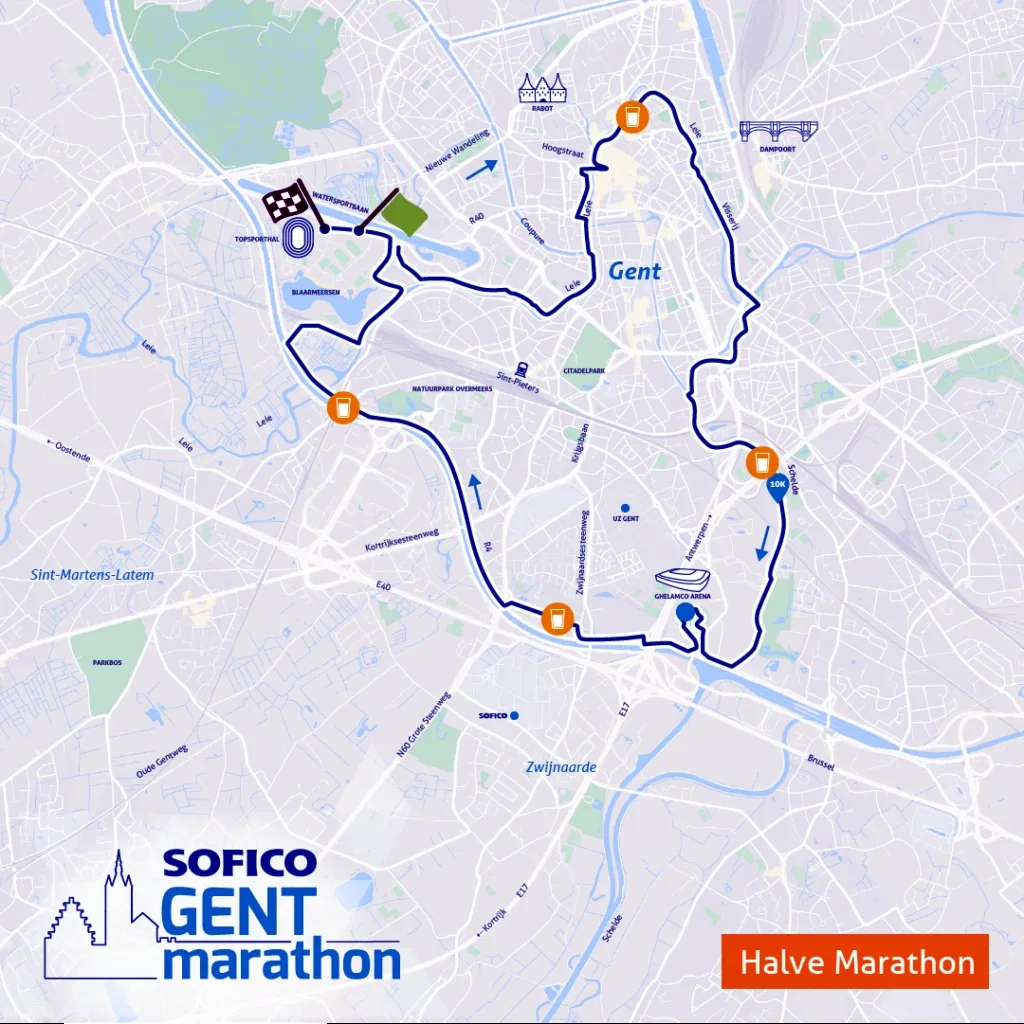 RABOT
DAMPOORT
Leie
Nieuwe Wandeling
Hoogstraat
WATERSPORTBAAN
R40
Leie
Visserij
Coupure
TOPSPORTHAL
Gent
BLAARMEERSEN
Leie
Leie
Sint-Pieters
CITADELPARK
NATUURPARK OVERMEERS
Leie
Leie
← Oostende
Krijgsbaan
Schelde
10K
UZ GENT
Zwijnaardsesteenweg
Antwerpen →
Kortrijksesteenweg
R4
Sint-Martens-Latem
E40
GHELAMCO ARENA
PARKBOS
SOFICO
E17
N60 Grote Steenweg
Oude Gentweg
Zwijnaarde
Brussel
E17
← Kortrijk
Schelde
SOFICO
GENT
marathon
Halve Marathon